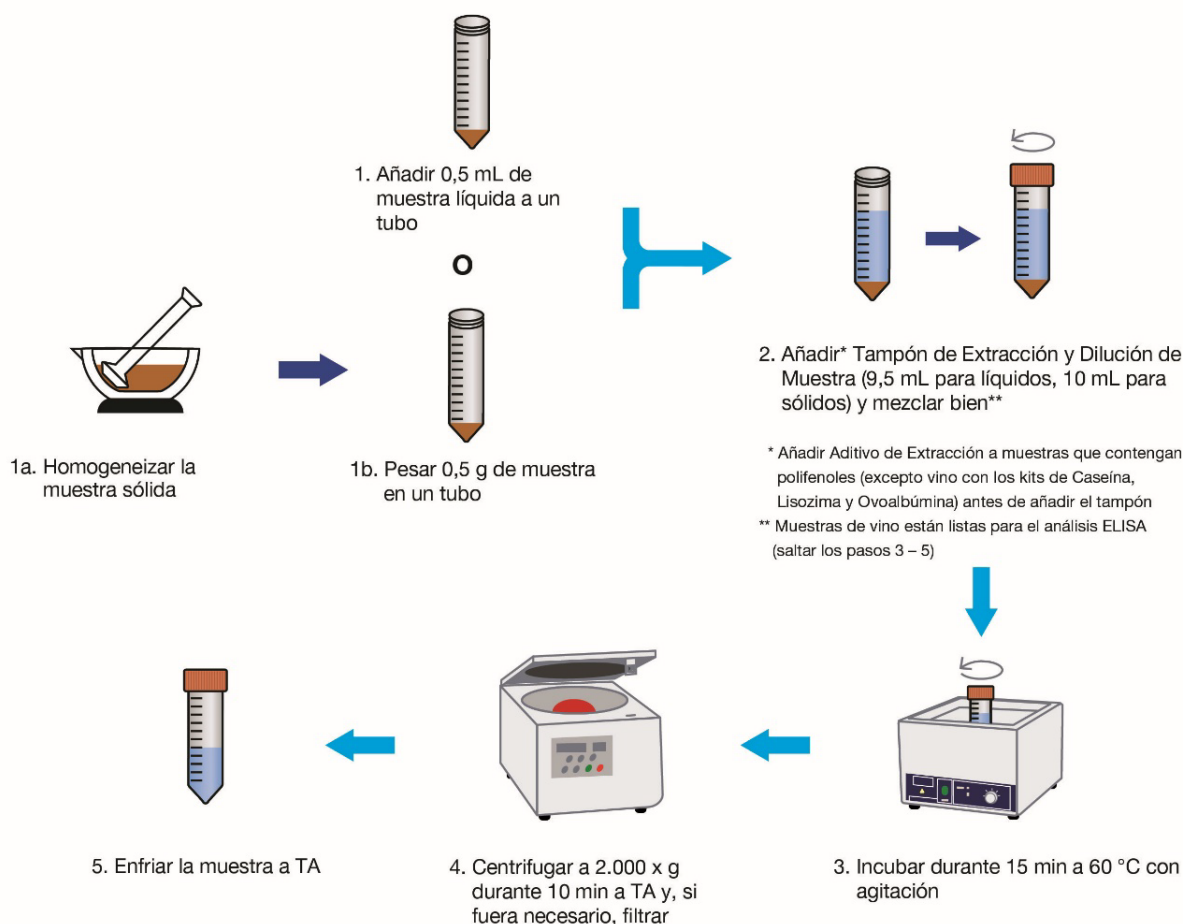 1. Añadir 0,5 mL de
muestra líquida a un
tubo
O
1a. Homogeneizar la
muestra sólida
1b. Pesar 0,5 g de muestra
en un tubo
2. Añadir* Tampón de Extracción y Dilución de
Muestra (9,5 mL para líquidos, 10 mL para
sólidos) y mezclar bien**
* Añadir Aditivo de Extracción a muestras que contengan
polifenoles (excepto vino con los kits de Caseína,
Lisozima y Ovoalbúmina) antes de añadir el tampón
** Muestras de vino están listas para el análisis ELISA
(saltar los pasos 3 – 5)
3. Incubar durante 15 min a 60 °C con
agitación
4. Centrifugar a 2.000 x g
durante 10 min a TA y, si
fuera necesario, filtrar
5. Enfriar la muestra a TA